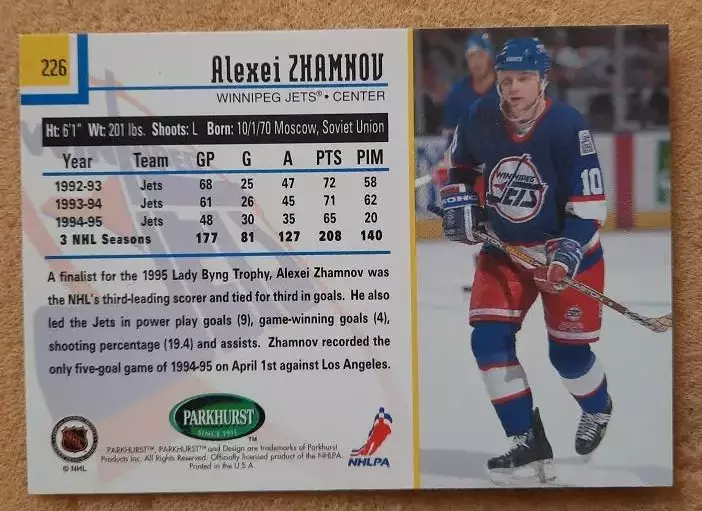 226
Alexei ZHAMNOV
WINNIPEG JETS® • CENTER
Ht: 6'1" Wt: 201 lbs. Shoots: L Born: 10/1/70 Moscow, Soviet Union
Year Team GP G A PTS PIM
1992-93 Jets 68 25 47 72 58
1993-94 Jets 61 26 45 71 62
1994-95 Jets 48 30 35 65 20
3 NHL Seasons 177 81 127 208 140
A finalist for the 1995 Lady Byng Trophy, Alexei Zhamnov was
the NHL's third-leading scorer and tied for third in goals. He also
led the Jets in power play goals (9), game-winning goals (4),
shooting percentage (19.4) and assists. Zhamnov recorded the
only five-goal game of 1994-95 on April 1st against Los Angeles.
PARKHURST
SINCE 1951
™
NHL
© NHL
PARKHURST™, PARKHURST™ and Design are trademarks of Parkhurst
Products Inc. All Rights Reserved. Officially licensed product of the NHLPA.
Printed in the U.S.A.
NHLPA
WINNIPEG
JETS
10